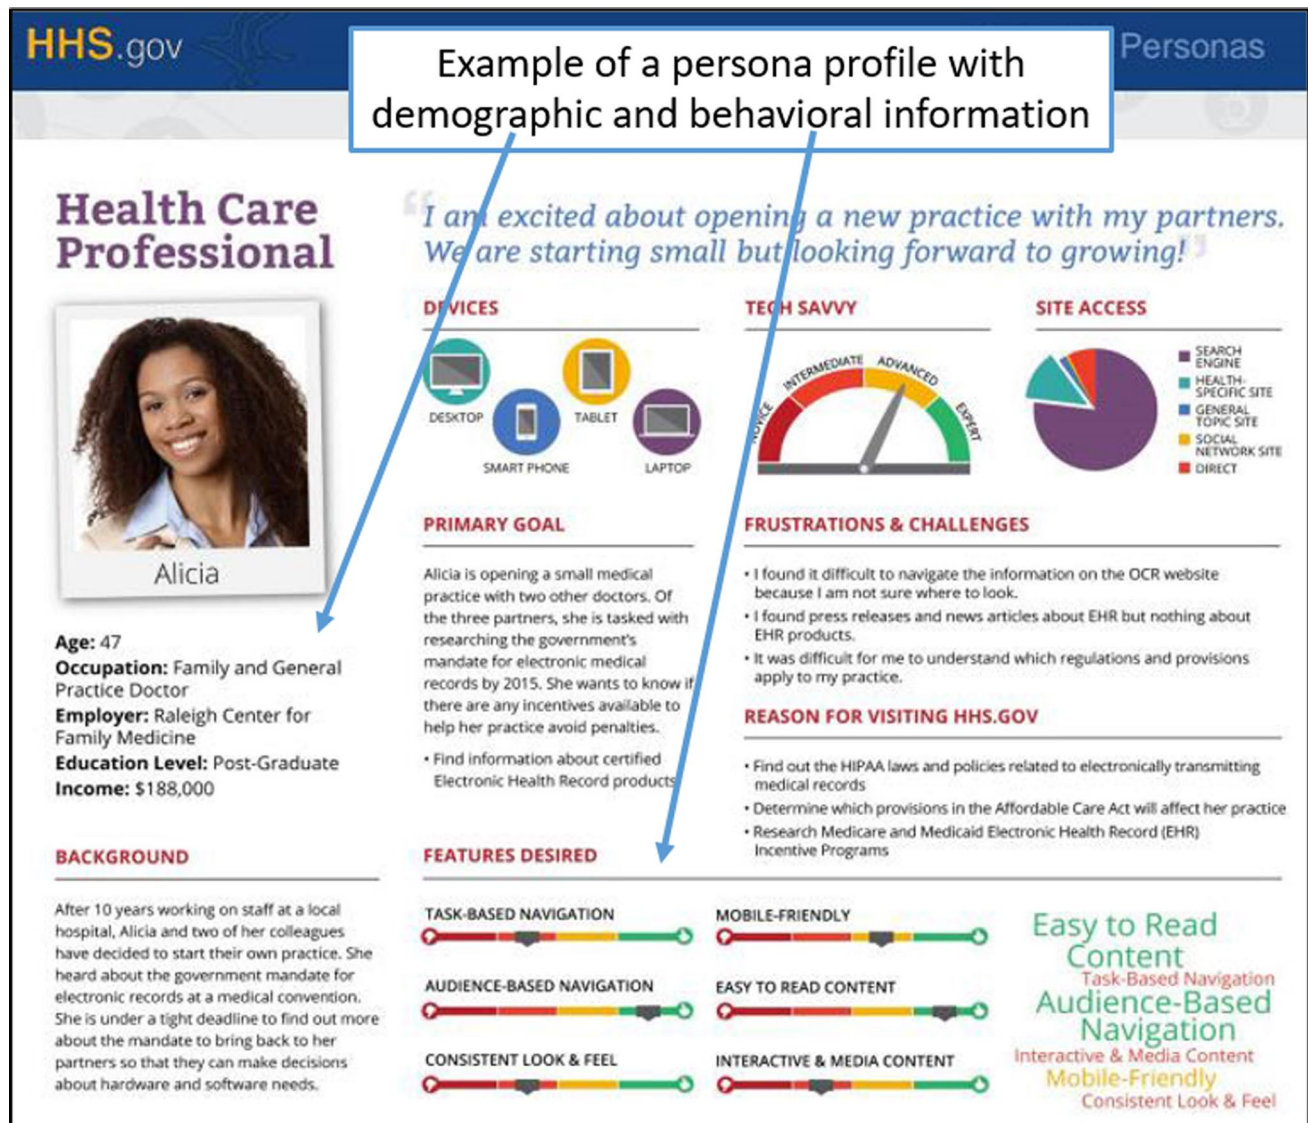 HHS.gov
Personas
Example of a persona profile with
demographic and behavioral information
Health Care
Professional
“I am excited about opening a new practice with my partners.
We are starting small but looking forward to growing!”
Alicia
Age: 47
Occupation: Family and General
Practice Doctor
Employer: Raleigh Center for
Family Medicine
Education Level: Post-Graduate
Income: $188,000
BACKGROUND
After 10 years working on staff at a local
hospital, Alicia and two of her colleagues
have decided to start their own practice. She
heard about the government mandate for
electronic records at a medical convention.
She is under a tight deadline to find out more
about the mandate to bring back to her
partners so that they can make decisions
about hardware and software needs.
DEVICES
DESKTOP
SMART PHONE
TABLET
LAPTOP
TECH SAVVY
NOVICE
INTERMEDIATE
ADVANCED
EXPERT
SITE ACCESS
SEARCH
ENGINE
HEALTH-
SPECIFIC SITE
GENERAL
TOPIC SITE
SOCIAL
NETWORK SITE
DIRECT
PRIMARY GOAL
Alicia is opening a small medical
practice with two other doctors. Of
the three partners, she is tasked with
researching the government's
mandate for electronic medical
records by 2015. She wants to know if
there are any incentives available to
help her practice avoid penalties.
• Find information about certified
Electronic Health Record products
FRUSTRATIONS & CHALLENGES
• I found it difficult to navigate the information on the OCR website
because I am not sure where to look.
• I found press releases and news articles about EHR but nothing about
EHR products.
• It was difficult for me to understand which regulations and provisions
apply to my practice.
REASON FOR VISITING HHS.GOV
• Find out the HIPAA laws and policies related to electronically transmitting
medical records
• Determine which provisions in the Affordable Care Act will affect her practice
• Research Medicare and Medicaid Electronic Health Record (EHR)
Incentive Programs
FEATURES DESIRED
TASK-BASED NAVIGATION
AUDIENCE-BASED NAVIGATION
CONSISTENT LOOK & FEEL
MOBILE-FRIENDLY
EASY TO READ CONTENT
INTERACTIVE & MEDIA CONTENT
Easy to Read
Content
Task-Based Navigation
Audience-Based
Navigation
Interactive & Media Content
Mobile-Friendly
Consistent Look & Feel